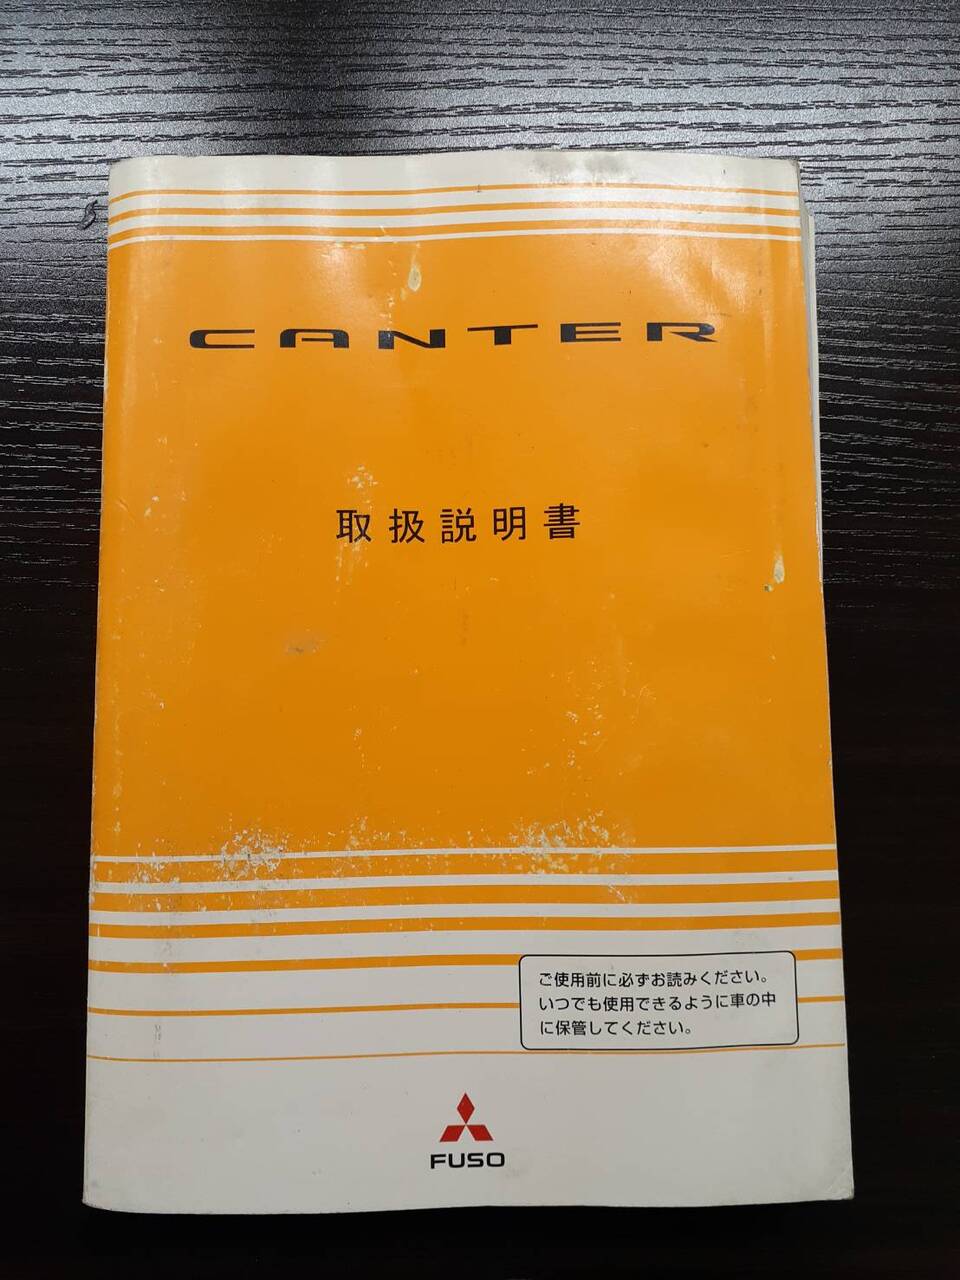 CANTER
取扱説明書
ご使用前に必ずお読みください。
いつでも使用できるように車の中
に保管してください。
FUSO